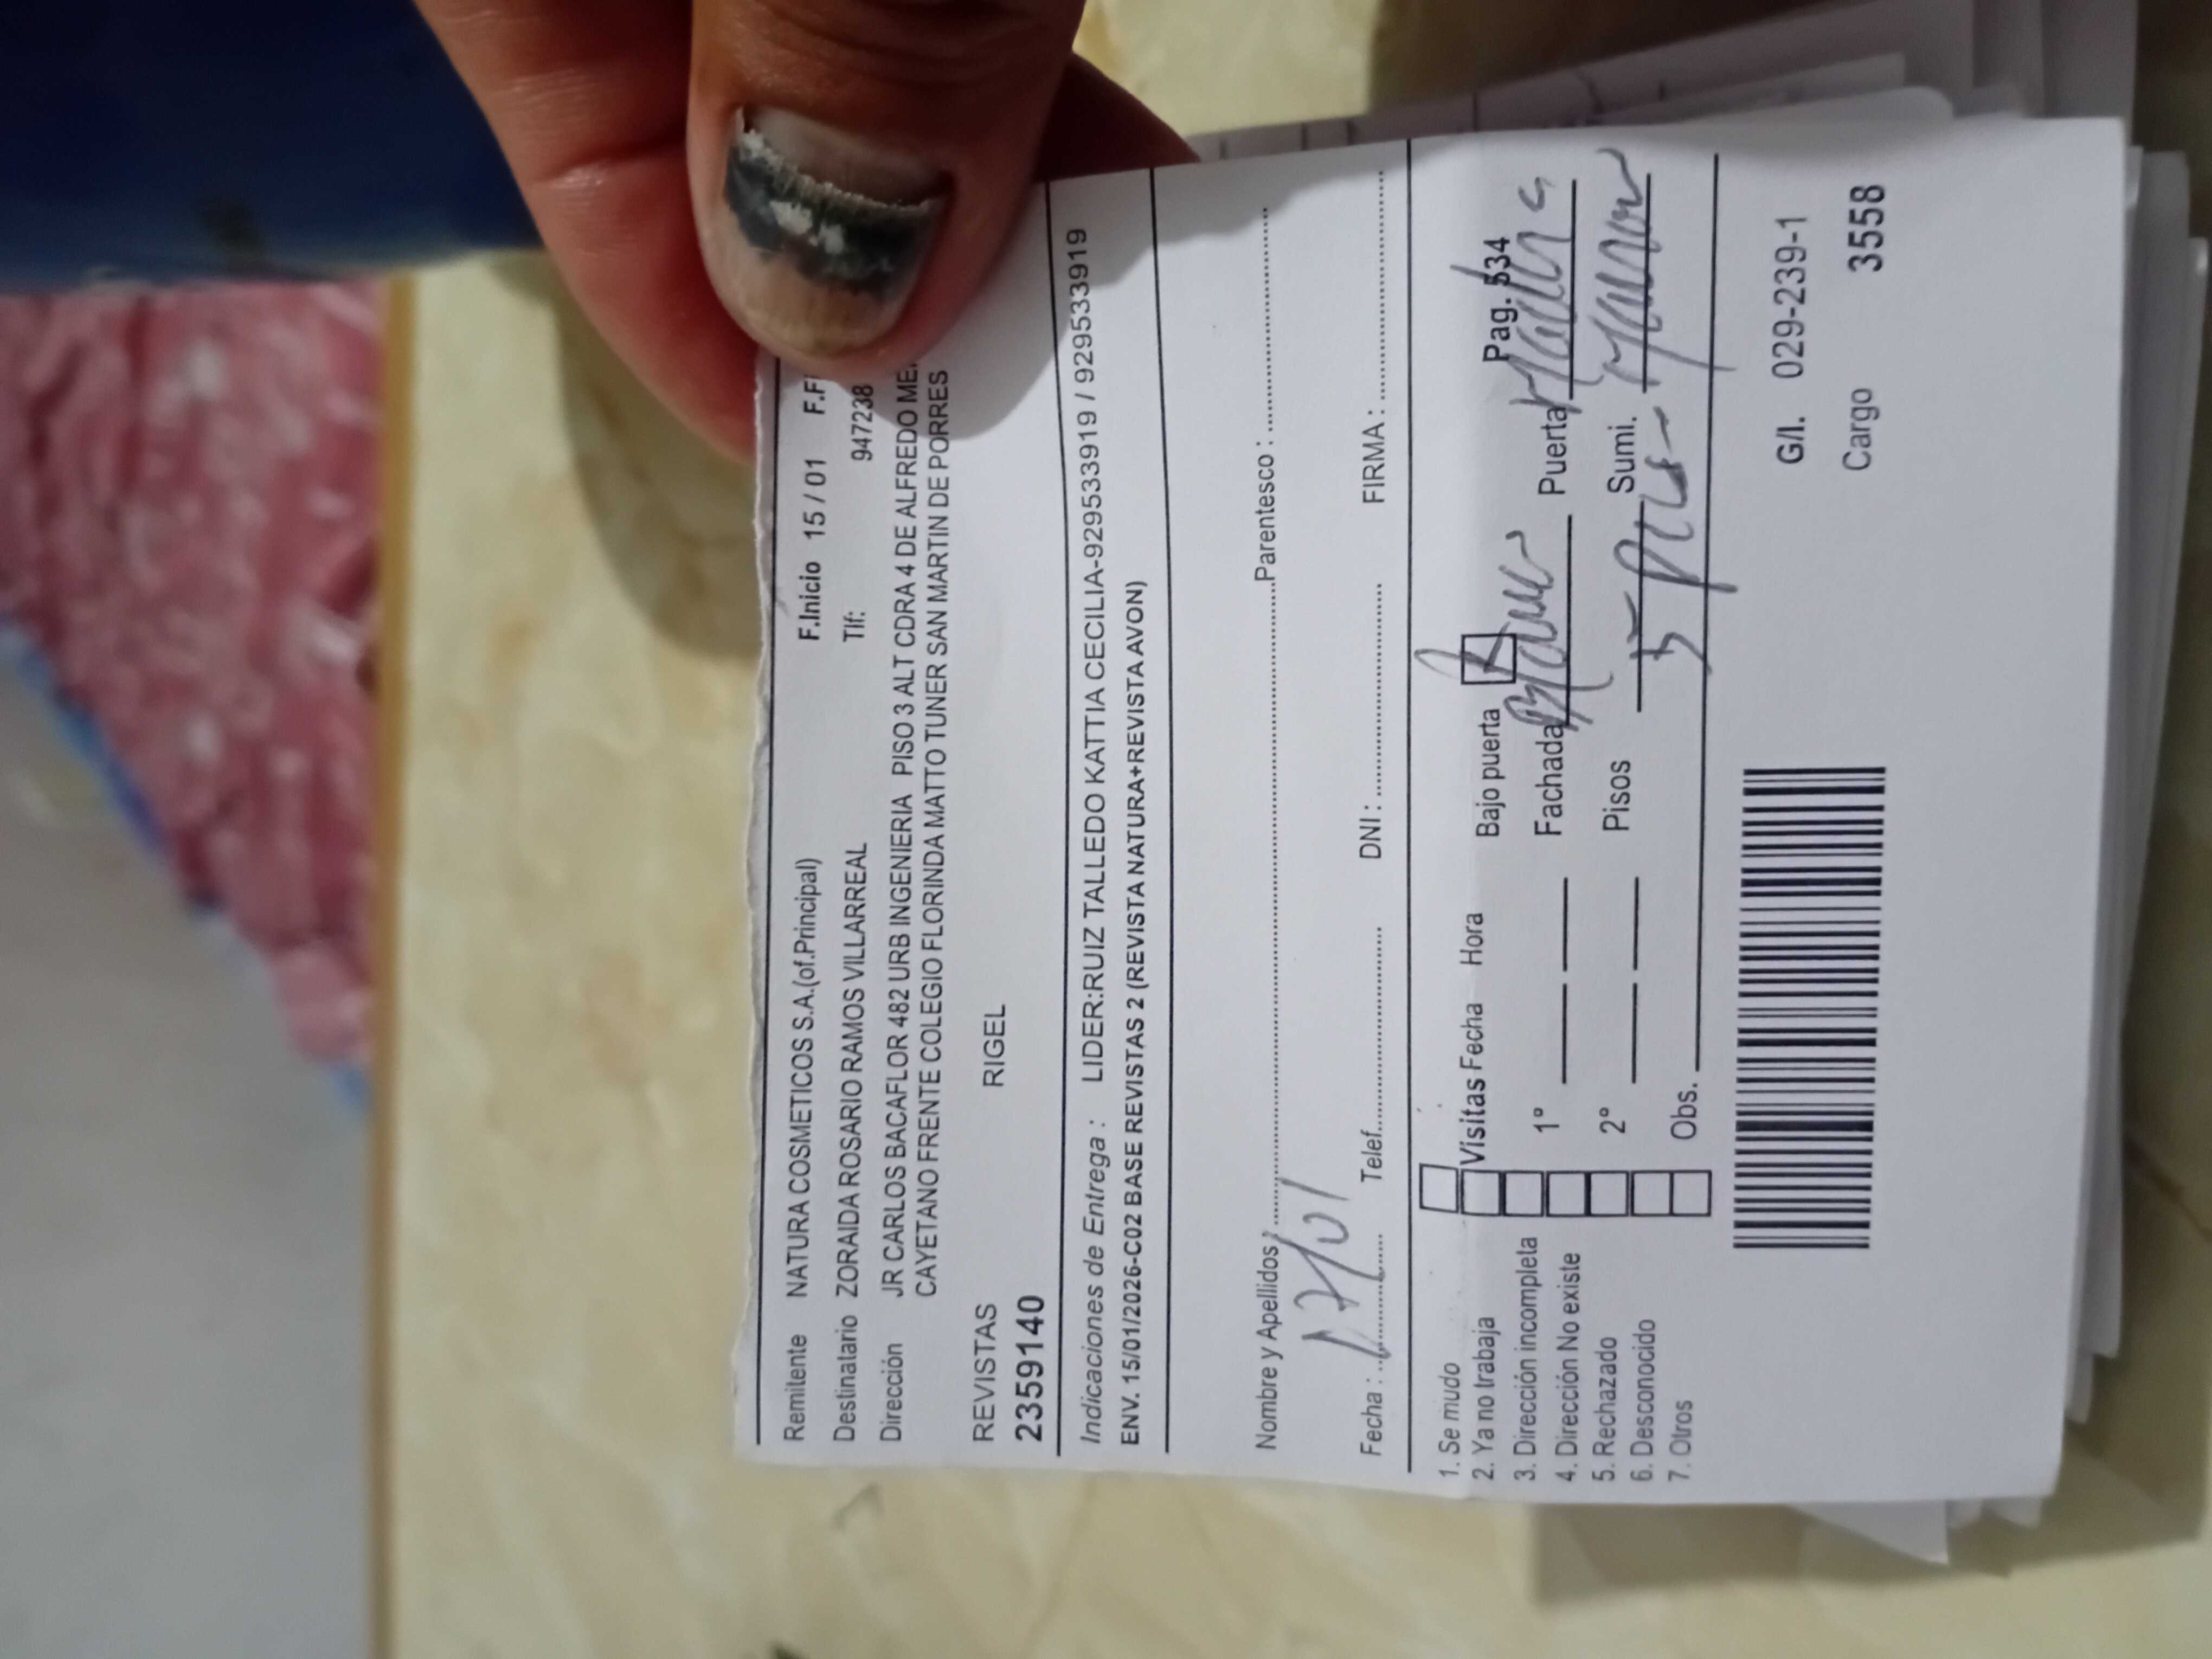 Remitente NATURA COSMETICOS S.A.(of.Principal) F.Inicio 15 / 01 F.F
Destinatario ZORAIDA ROSARIO RAMOS VILLARREAL Tlf: 947238
Dirección JR CARLOS BACAFLOR 482 URB INGENIERIA PISO 3 ALT CDRA 4 DE ALFREDO ME
CAYETANO FRENTE COLEGIO FLORINDA MATTO TUNER SAN MARTIN DE PORRES
REVISTAS RIGEL
2359140
Indicaciones de Entrega : LIDER:RUIZ TALLEDO KATTIA CECILIA-929533919 / 929533919
ENV. 15/01/2026-C02 BASE REVISTAS 2 (REVISTA NATURA+REVISTA AVON)
Nombre y Apellidos : Parentesco :
Fecha : 17/01 Telef. DNI : FIRMA :
1. Se mudo
2. Ya no trabaja Visitas Fecha Hora Bajo puerta Pag. 534
3. Dirección incompleta 1° Fachada Puerta
4. Dirección No existe
5. Rechazado 2° Pisos Sumi.
6. Desconocido
7. Otros Obs.
G/I. 029-239-1
Cargo 3558